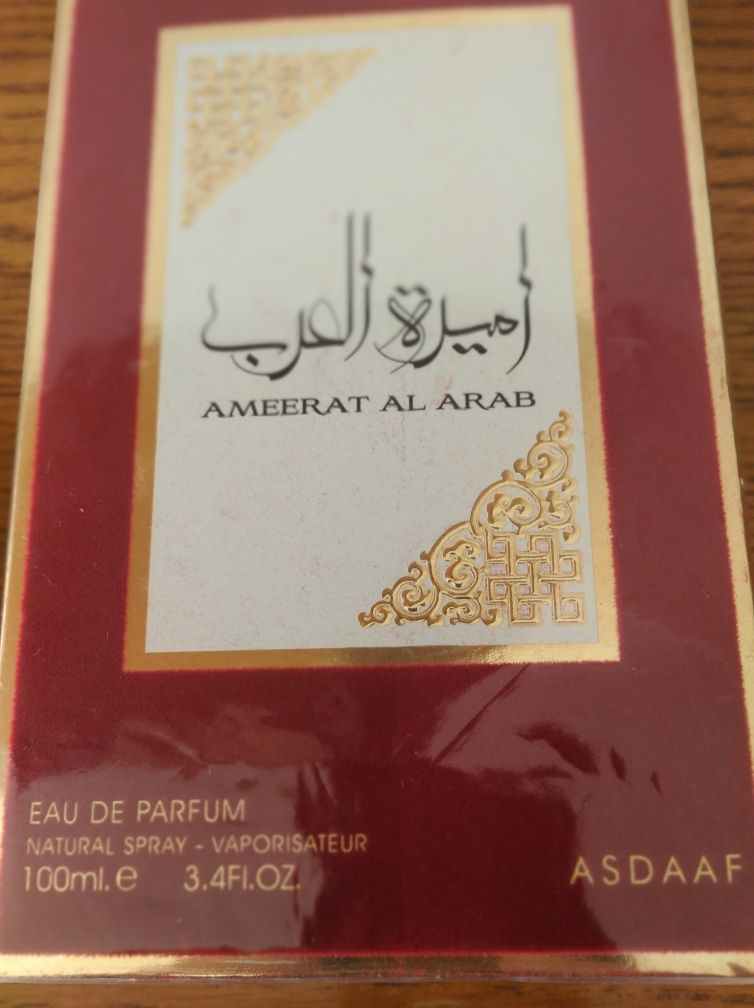 أميرة العرب
AMEERAT AL ARAB
EAU DE PARFUM
NATURAL SPRAY - VAPORISATEUR
100ml. e 3.4Fl.OZ.
ASDAAF